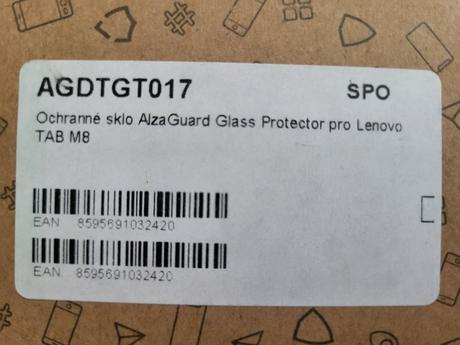 AGDTGT017 SPO
Ochranné sklo AlzaGuard Glass Protector pro Lenovo
TAB M8
EAN 8595691032420
EAN 8595691032420